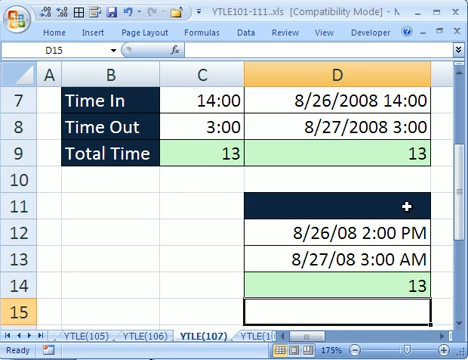 YTLE101-111..xls [Compatibility Mode] -
Home Insert Page Layout Formulas Data Review View Developer
D15 fx
A B C D
7 Time In 14:00 8/26/2008 14:00
8 Time Out 3:00 8/27/2008 3:00
9 Total Time 13 13
10
11
12 8/26/08 2:00 PM
13 8/27/08 3:00 AM
14 13
15
YTLE(105) YTLE(106) YTLE(107) YTLE(1
Ready 175%